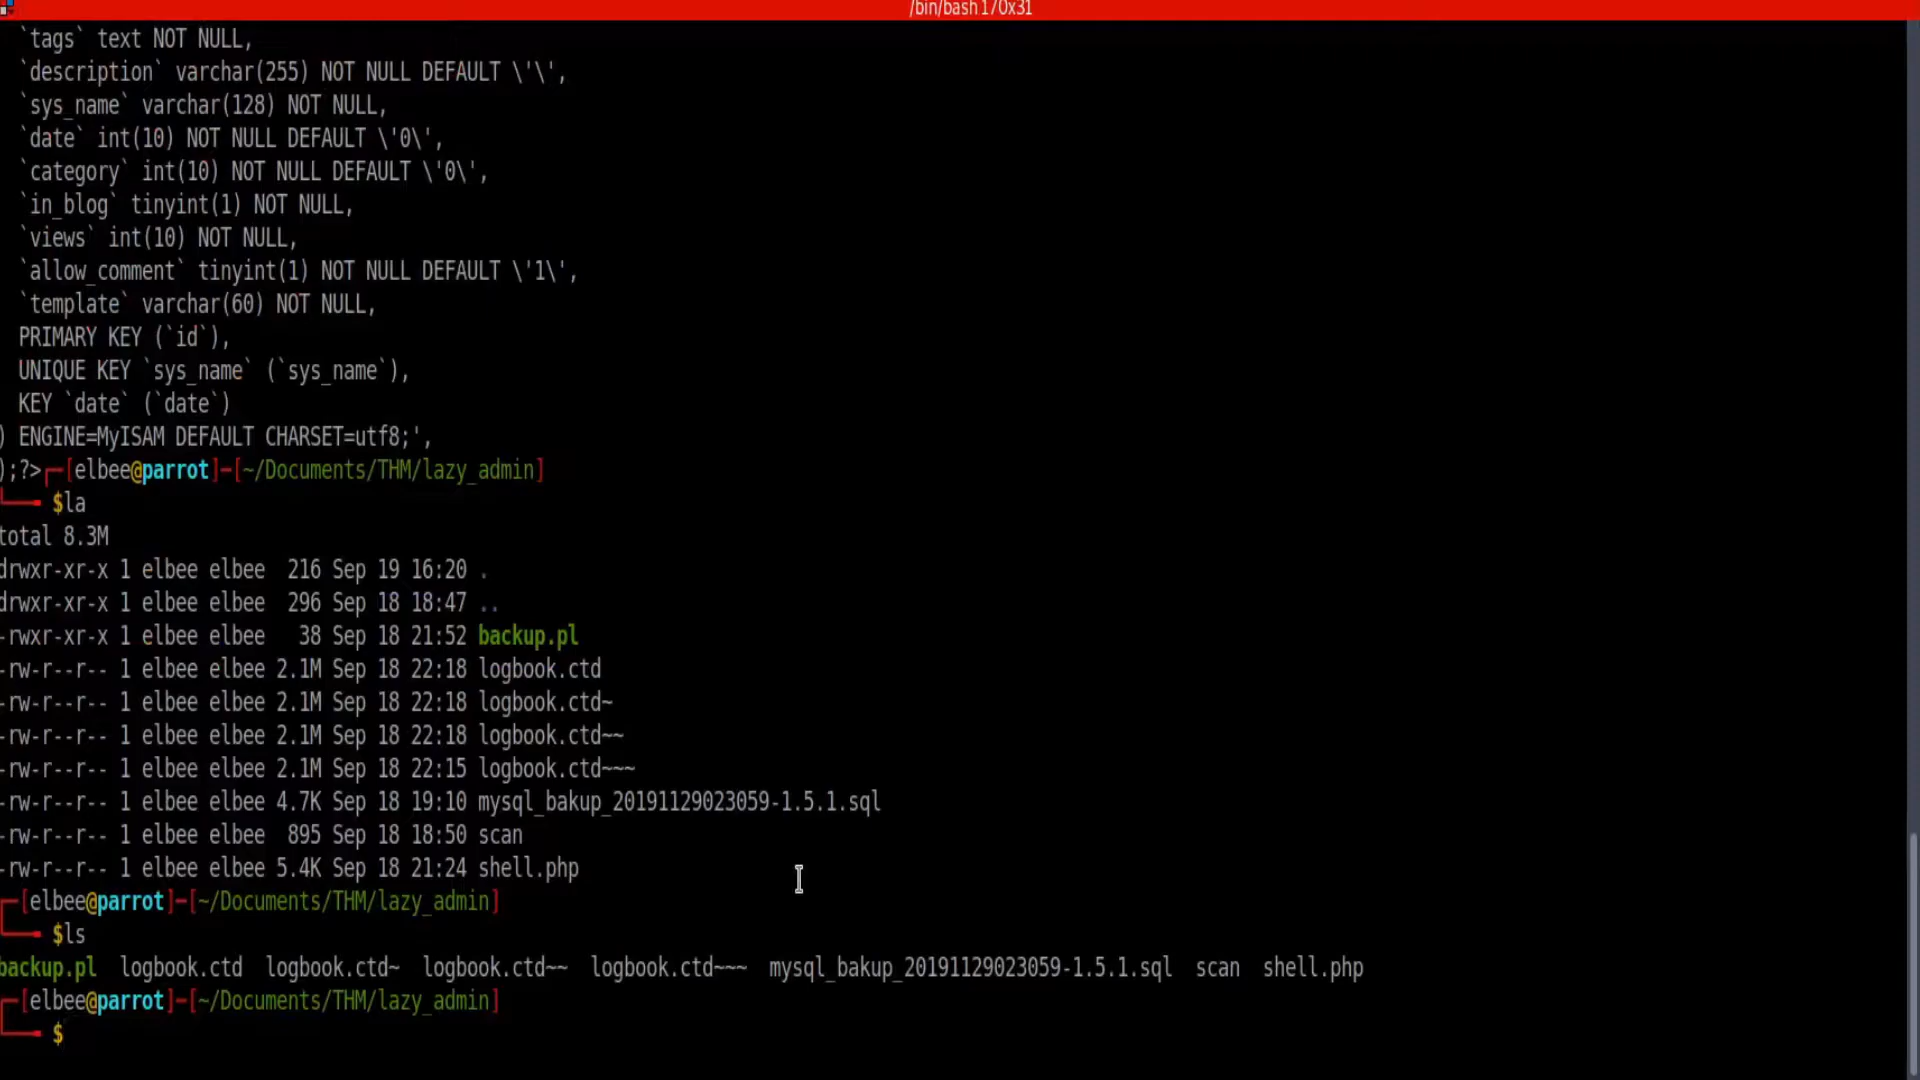 /bin/bash 170x31
`tags` text NOT NULL,
`description` varchar(255) NOT NULL DEFAULT \'\',
`sys_name` varchar(128) NOT NULL,
`date` int(10) NOT NULL DEFAULT \'0\',
`category` int(10) NOT NULL DEFAULT \'0\',
`in_blog` tinyint(1) NOT NULL,
`views` int(10) NOT NULL,
`allow_comment` tinyint(1) NOT NULL DEFAULT \'1\',
`template` varchar(60) NOT NULL,
PRIMARY KEY (`id`),
UNIQUE KEY `sys_name` (`sys_name`),
KEY `date` (`date`)
) ENGINE=MyISAM DEFAULT CHARSET=utf8;',
);?>┌─[elbee@parrot]─[~/Documents/THM/lazy_admin]
└──╼ $la
total 8.3M
drwxr-xr-x 1 elbee elbee  216 Sep 19 16:20 .
drwxr-xr-x 1 elbee elbee  296 Sep 18 18:47 ..
-rwxr-xr-x 1 elbee elbee   38 Sep 18 21:52 backup.pl
-rw-r--r-- 1 elbee elbee 2.1M Sep 18 22:18 logbook.ctd
-rw-r--r-- 1 elbee elbee 2.1M Sep 18 22:18 logbook.ctd~
-rw-r--r-- 1 elbee elbee 2.1M Sep 18 22:18 logbook.ctd~~
-rw-r--r-- 1 elbee elbee 2.1M Sep 18 22:15 logbook.ctd~~~
-rw-r--r-- 1 elbee elbee 4.7K Sep 18 19:10 mysql_bakup_20191129023059-1.5.1.sql
-rw-r--r-- 1 elbee elbee  895 Sep 18 18:50 scan
-rw-r--r-- 1 elbee elbee 5.4K Sep 18 21:24 shell.php
┌─[elbee@parrot]─[~/Documents/THM/lazy_admin]
└──╼ $ls
backup.pl  logbook.ctd  logbook.ctd~  logbook.ctd~~  logbook.ctd~~~  mysql_bakup_20191129023059-1.5.1.sql  scan  shell.php
┌─[elbee@parrot]─[~/Documents/THM/lazy_admin]
└──╼ $